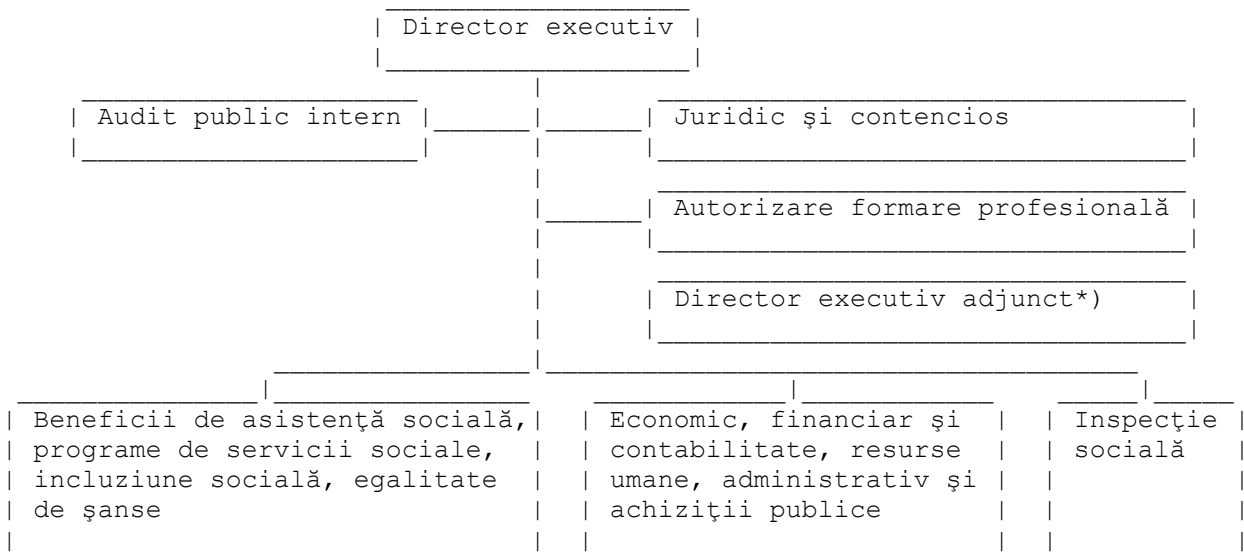 Director executiv
Audit public intern
Juridic şi contencios
Autorizare formare profesională
Director executiv adjunct*)
Beneficii de asistenţă socială,
programe de servicii sociale,
incluziune socială, egalitate
de şanse
Economic, financiar şi
contabilitate, resurse
umane, administrativ şi
achiziţii publice
Inspecţie
socială